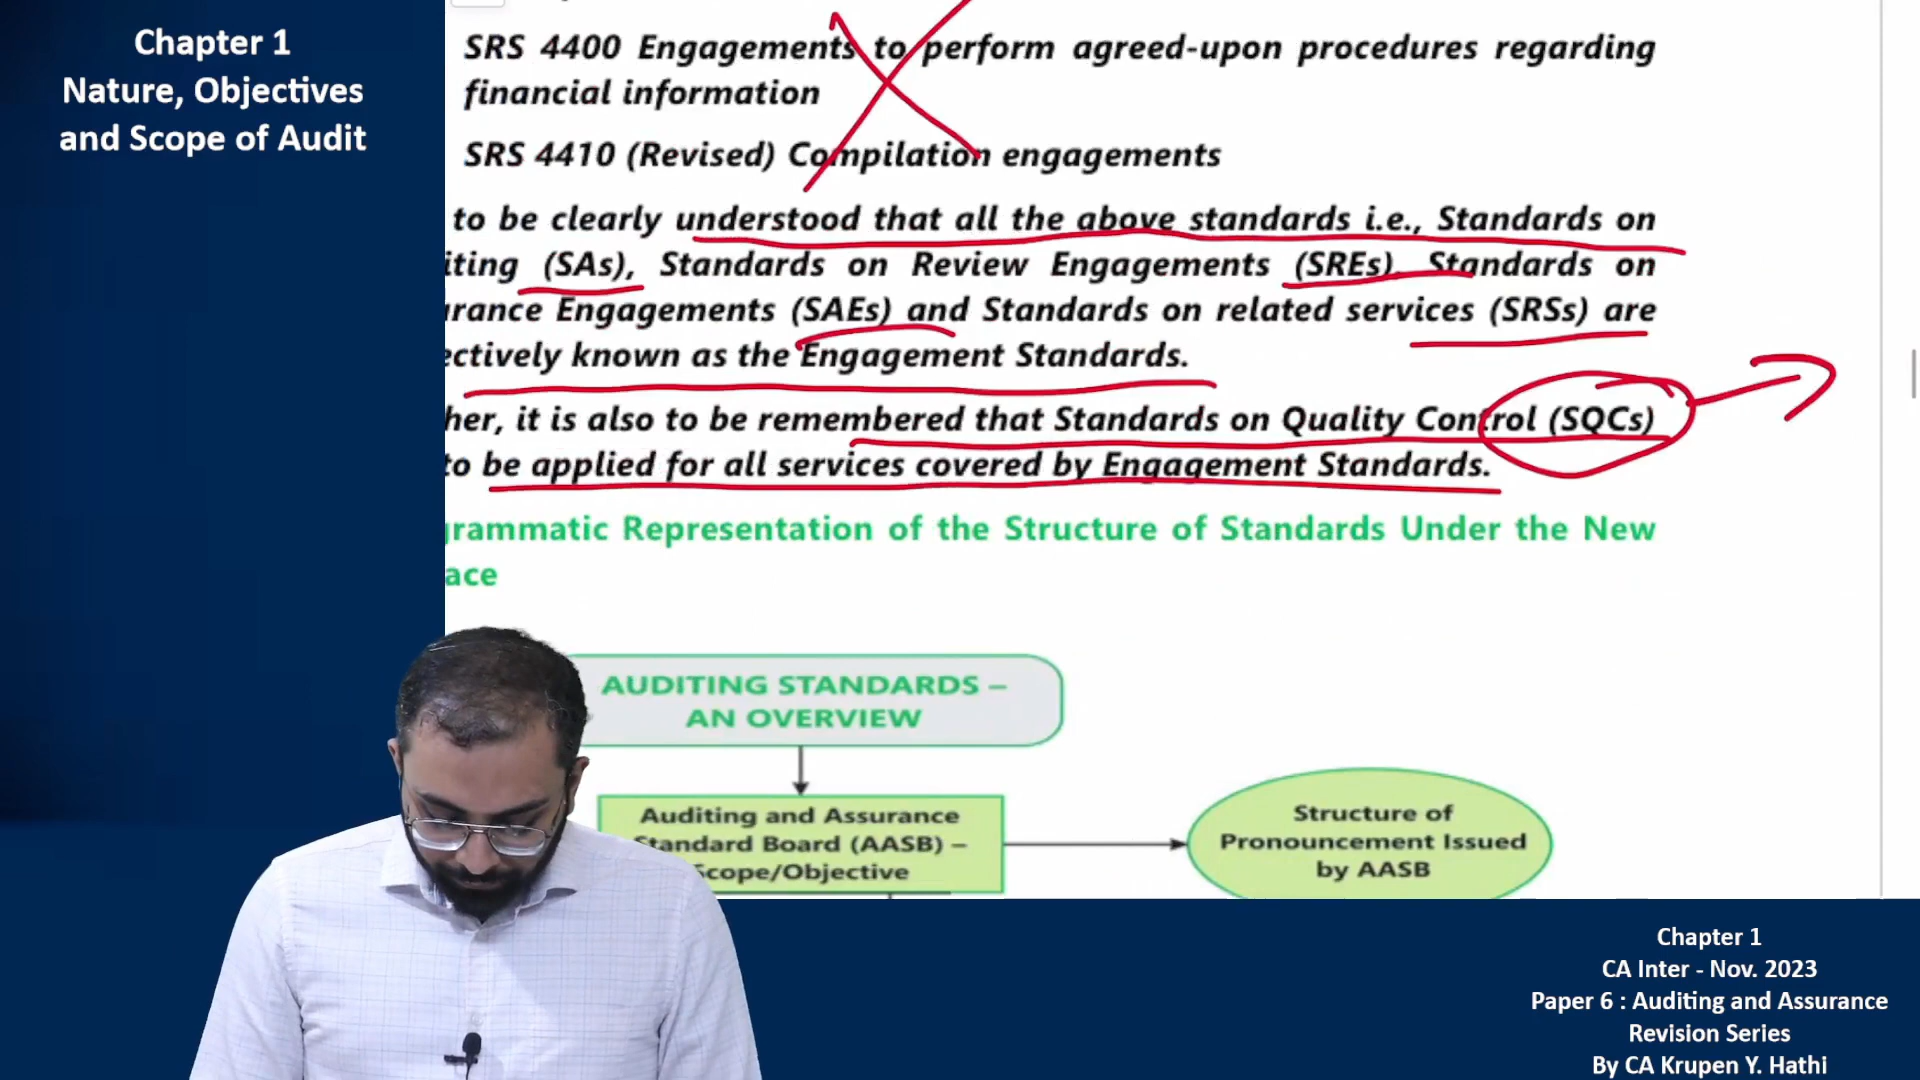 Chapter 1
Nature, Objectives
and Scope of Audit
SRS 4400 Engagements to perform agreed-upon procedures regarding
financial information
SRS 4410 (Revised) Compilation engagements
to be clearly understood that all the above standards i.e., Standards on
iting (SAs), Standards on Review Engagements (SREs), Standards on
rance Engagements (SAEs) and Standards on related services (SRSs) are
ectively known as the Engagement Standards.
her, it is also to be remembered that Standards on Quality Control (SQCs)
to be applied for all services covered by Engagement Standards.
grammatic Representation of the Structure of Standards Under the New
ace
AUDITING STANDARDS –
AN OVERVIEW
Auditing and Assurance
Standard Board (AASB) –
Scope/Objective
Structure of
Pronouncement Issued
by AASB
Chapter 1
CA Inter - Nov. 2023
Paper 6 : Auditing and Assurance
Revision Series
By CA Krupen Y. Hathi